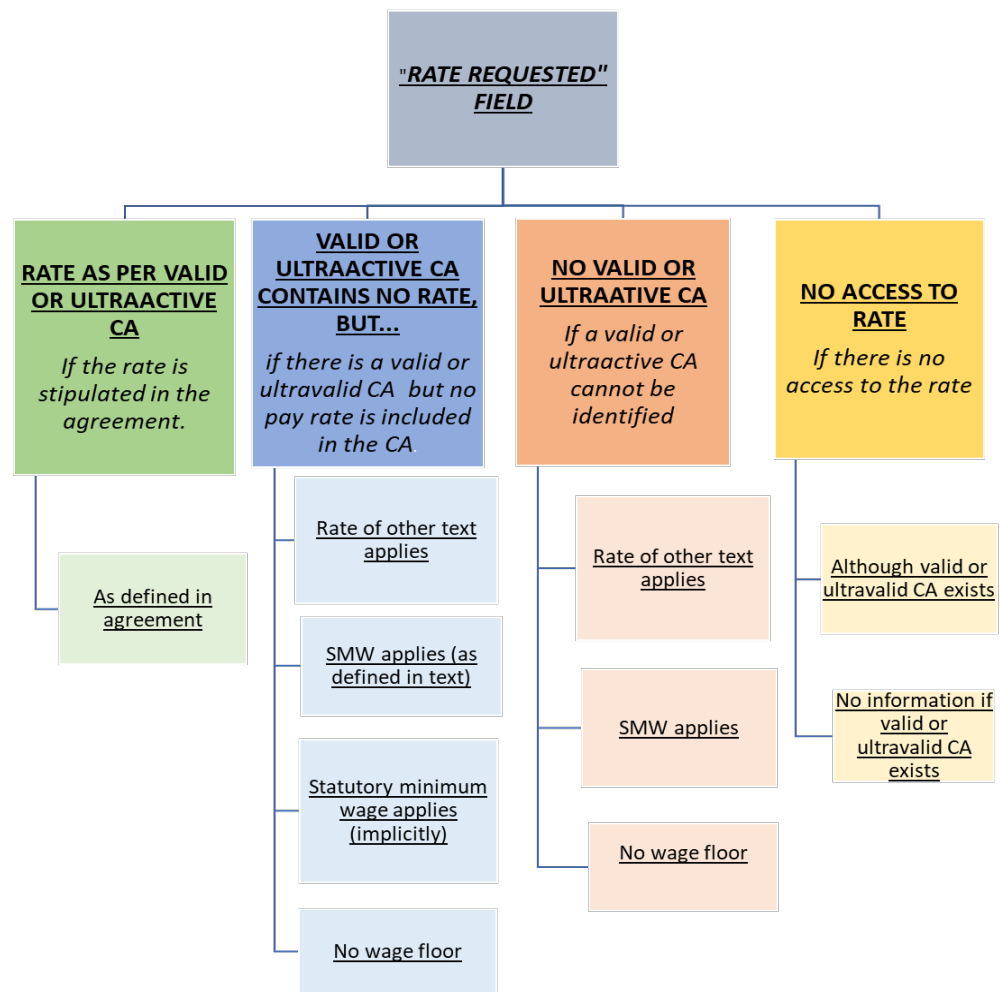 "RATE REQUESTED"
FIELD
RATE AS PER VALID
OR ULTRAACTIVE
CA
If the rate is
stipulated in the
agreement.
As defined in
agreement
VALID OR
ULTRAACTIVE CA
CONTAINS NO RATE,
BUT...
if there is a valid or
ultravalid CA but no
pay rate is included
in the CA.
Rate of other text
applies
SMW applies (as
defined in text)
Statutory minimum
wage applies
(implicitly)
No wage floor
NO VALID OR
ULTRAATIVE CA
If a valid or
ultraactive CA
cannot be
identified
Rate of other text
applies
SMW applies
No wage floor
NO ACCESS TO
RATE
If there is no
access to the rate
Although valid or
ultravalid CA exists
No information if
valid or
ultravalid CA
exists